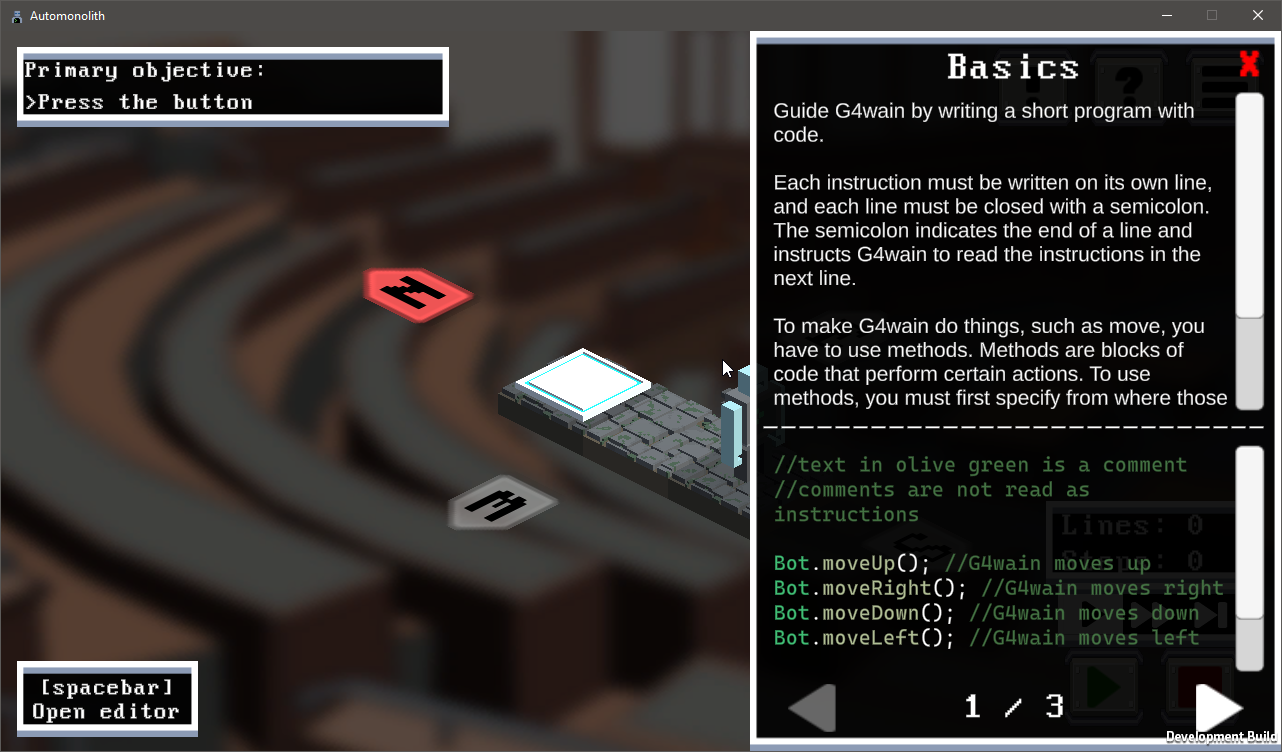 Automonolith
Primary objective:
>Press the button
N
W
[spacebar]
Open editor
Basics
X
Guide G4wain by writing a short program with
code.
Each instruction must be written on its own line,
and each line must be closed with a semicolon.
The semicolon indicates the end of a line and
instructs G4wain to read the instructions in the
next line.
To make G4wain do things, such as move, you
have to use methods. Methods are blocks of
code that perform certain actions. To use
methods, you must first specify from where those
//text in olive green is a comment
//comments are not read as
instructions
Lines: 0
Steps: 0
Bot.moveUp(); //G4wain moves up
Bot.moveRight(); //G4wain moves right
Bot.moveDown(); //G4wain moves down
Bot.moveLeft(); //G4wain moves left
1 / 3
Development Build